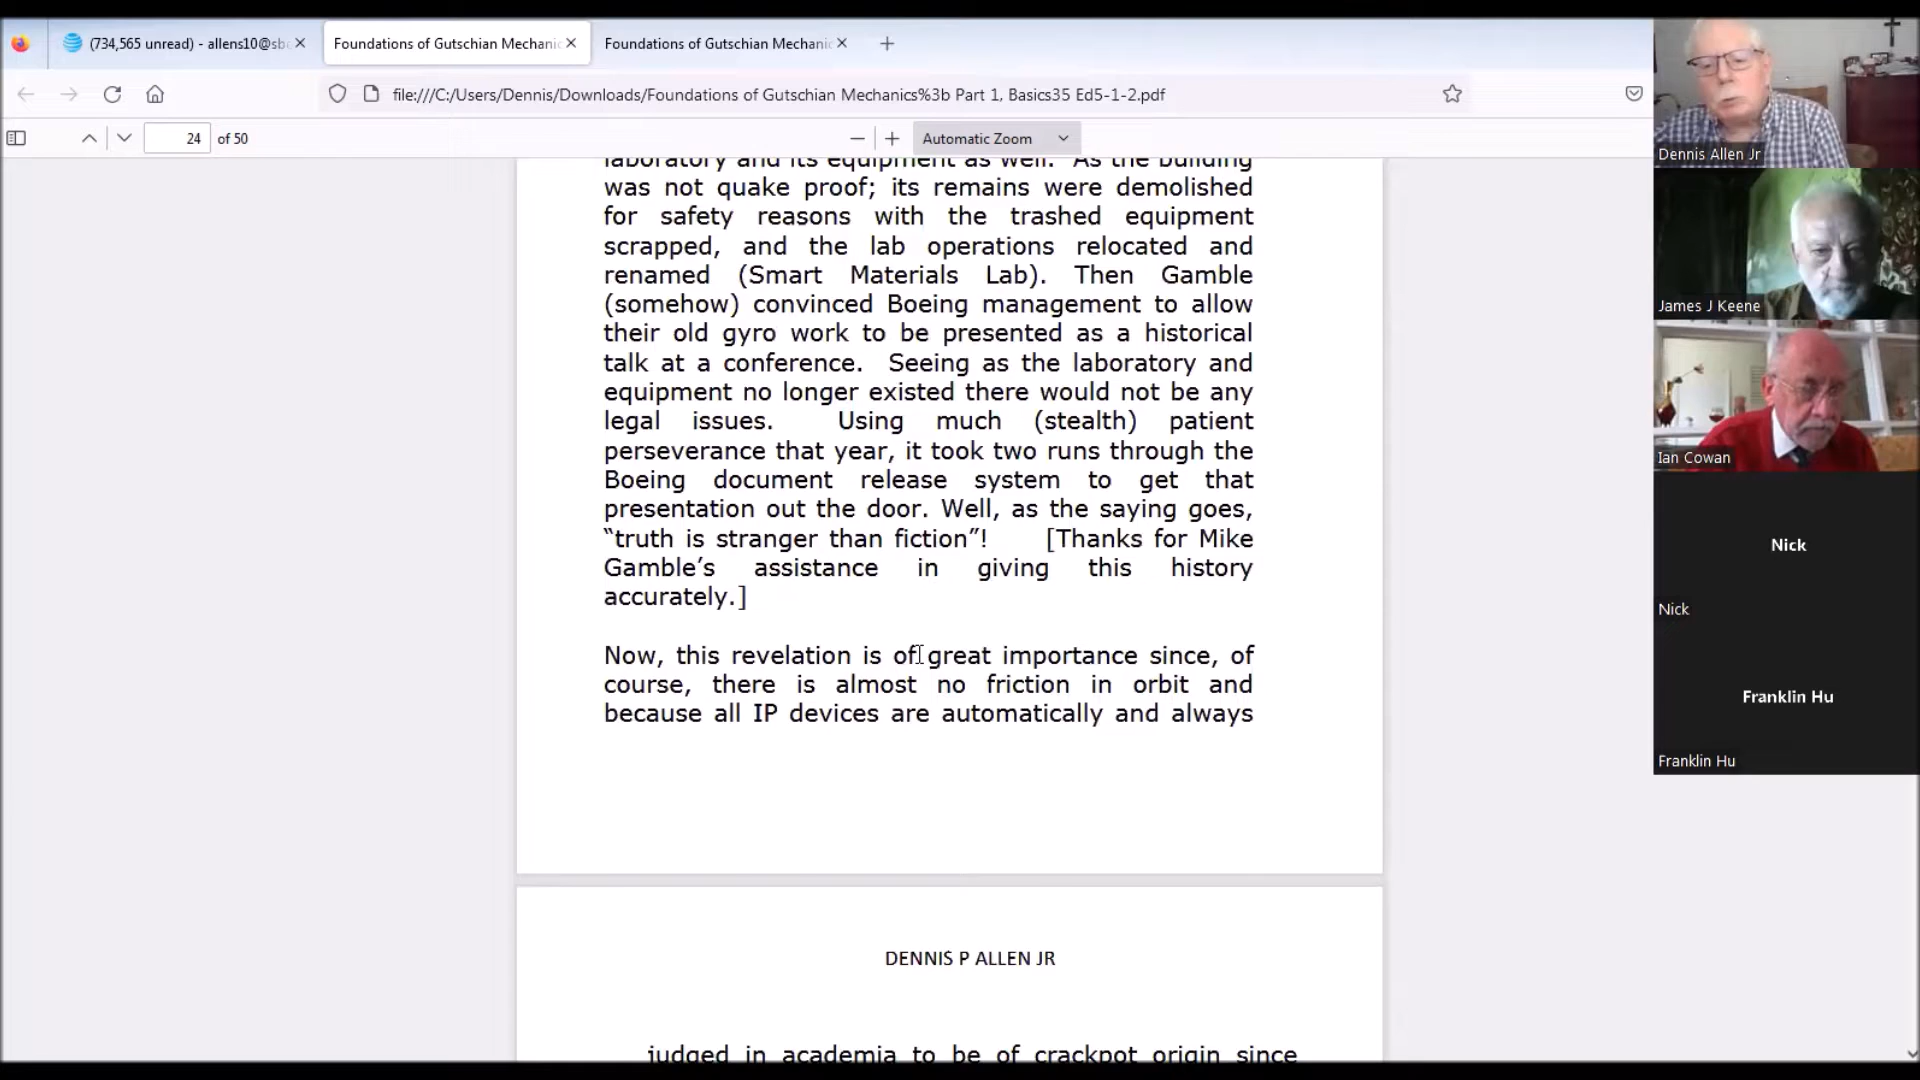 (734,565 unread) - allens10@sbc
Foundations of Gutschian Mechanic
Foundations of Gutschian Mechanic
file:///C:/Users/Dennis/Downloads/Foundations of Gutschian Mechanics%3b Part 1, Basics35 Ed5-1-2.pdf
24 of 50
Automatic Zoom
laboratory and its equipment as well. As the building
was not quake proof; its remains were demolished
for safety reasons with the trashed equipment
scrapped, and the lab operations relocated and
renamed (Smart Materials Lab). Then Gamble
(somehow) convinced Boeing management to allow
their old gyro work to be presented as a historical
talk at a conference. Seeing as the laboratory and
equipment no longer existed there would not be any
legal issues. Using much (stealth) patient
perseverance that year, it took two runs through the
Boeing document release system to get that
presentation out the door. Well, as the saying goes,
“truth is stranger than fiction”! [Thanks for Mike
Gamble’s assistance in giving this history
accurately.]
Now, this revelation is of great importance since, of
course, there is almost no friction in orbit and
because all IP devices are automatically and always
DENNIS P ALLEN JR
judged in academia to be of crackpot origin since
Dennis Allen Jr
James J Keene
Ian Cowan
Nick
Nick
Franklin Hu
Franklin Hu